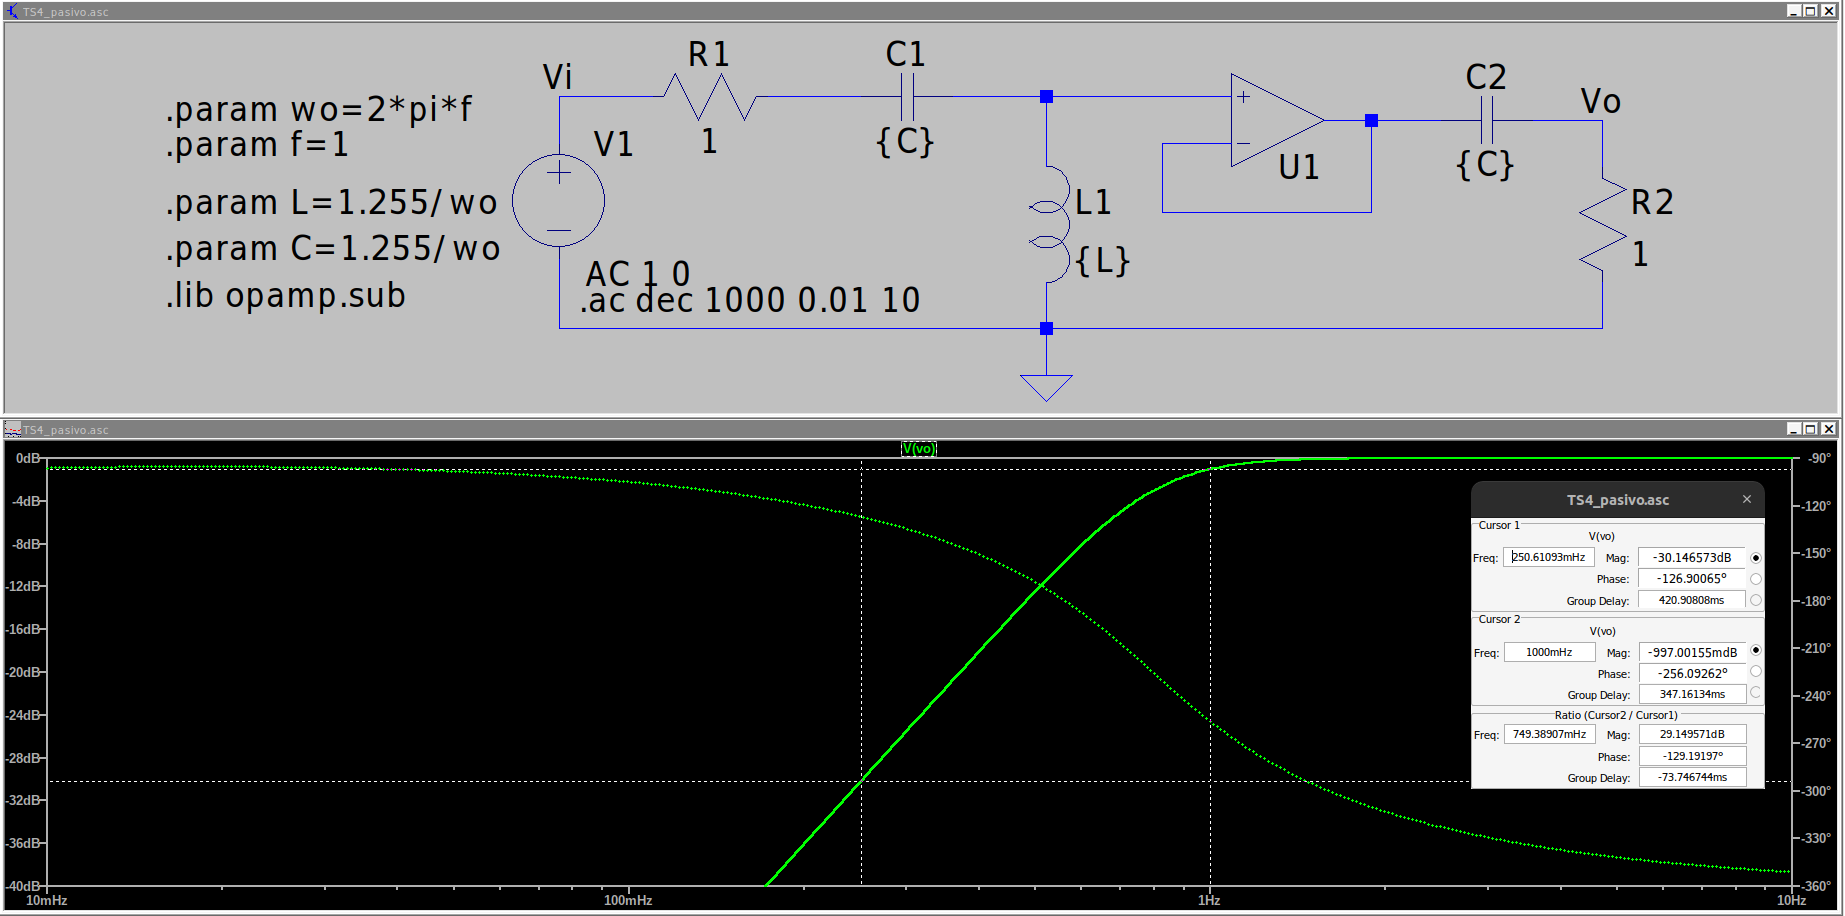 TS4_pasivo.asc
R1
C1
Vi
C2
Vo
.param wo=2*pi*f
.param f=1
V1
1
{C}
+
−
U1
{C}
.param L=1.255/wo
L1
R2
.param C=1.255/wo
{L}
1
.lib opamp.sub
AC 1 0
.ac dec 1000 0.01 10
TS4_pasivo.asc
V(vo)
0dB
-4dB
-8dB
-12dB
-16dB
-20dB
-24dB
-28dB
-32dB
-36dB
-40dB
-90°
-120°
-150°
-180°
-210°
-240°
-270°
-300°
-330°
-360°
10mHz
100mHz
1Hz
10Hz
TS4_pasivo.asc
Cursor 1
V(vo)
Freq: 250.61093mHz Mag: -30.146573dB
Phase: -126.90065°
Group Delay: 420.90808ms
Cursor 2
V(vo)
Freq: 1000mHz Mag: -997.00155mdB
Phase: -256.09262°
Group Delay: 347.16134ms
Ratio (Cursor2 / Cursor1)
Freq: 749.38907mHz Mag: 29.149571dB
Phase: -129.19197°
Group Delay: -73.746744ms